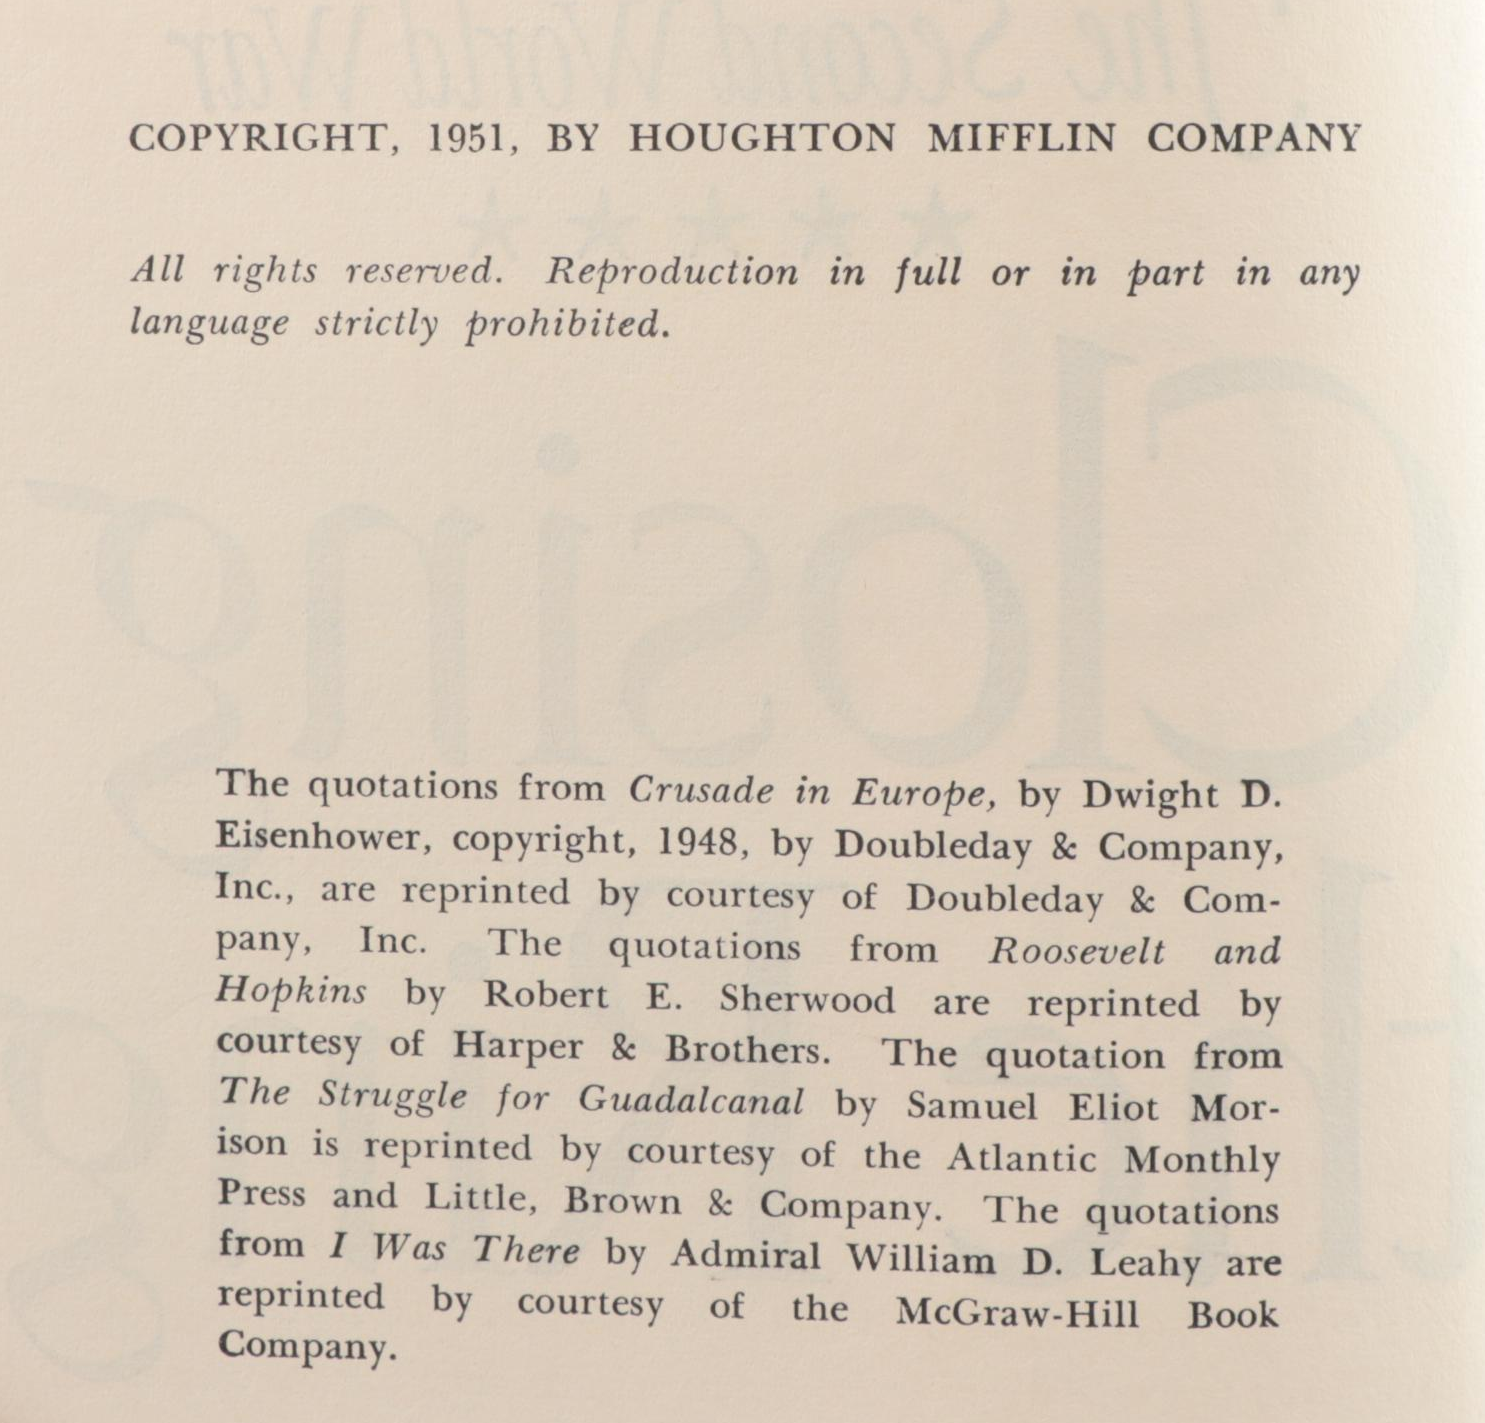 The Second World War
COPYRIGHT, 1951, BY HOUGHTON MIFFLIN COMPANY
★ ★ ★ ★ ★
All rights reserved. Reproduction in full or in part in any
language strictly prohibited.
Closing
The quotations from Crusade in Europe, by Dwight D.
Eisenhower, copyright, 1948, by Doubleday & Company,
Inc., are reprinted by courtesy of Doubleday & Com-
pany, Inc. The quotations from Roosevelt and
Hopkins by Robert E. Sherwood are reprinted by
courtesy of Harper & Brothers. The quotation from
The Struggle for Guadalcanal by Samuel Eliot Mor-
ison is reprinted by courtesy of the Atlantic Monthly
Press and Little, Brown & Company. The quotations
from I Was There by Admiral William D. Leahy are
reprinted by courtesy of the McGraw-Hill Book
Company.